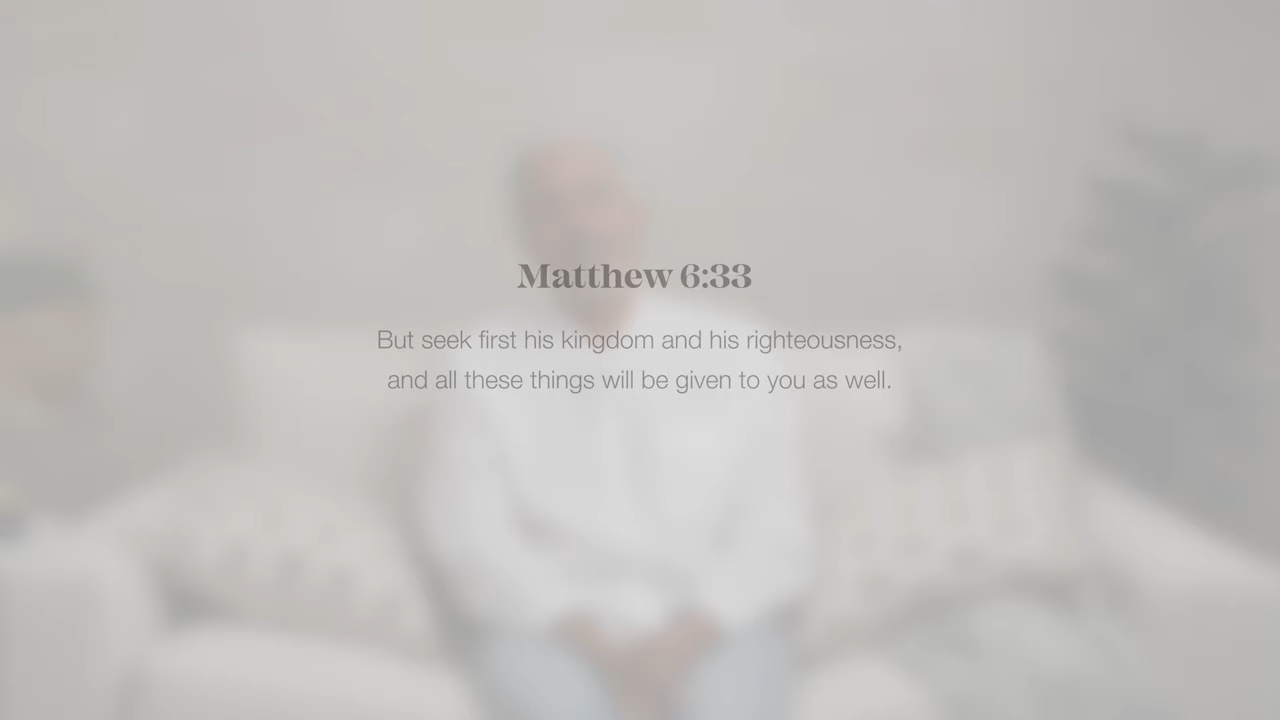 Matthew 6:33
But seek first his kingdom and his righteousness,
and all these things will be given to you as well.